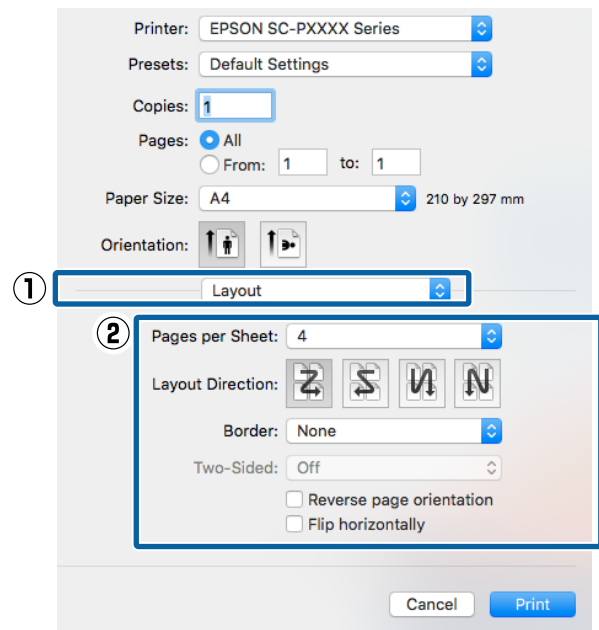 Printer: EPSON SC-PXXXX Series
Presets: Default Settings
Copies: 1
Pages: All
From: 1 to: 1
Paper Size: A4 210 by 297 mm
Orientation:
① Layout
② Pages per Sheet: 4
Layout Direction:
Border: None
Two-Sided: Off
Reverse page orientation
Flip horizontally
Cancel Print